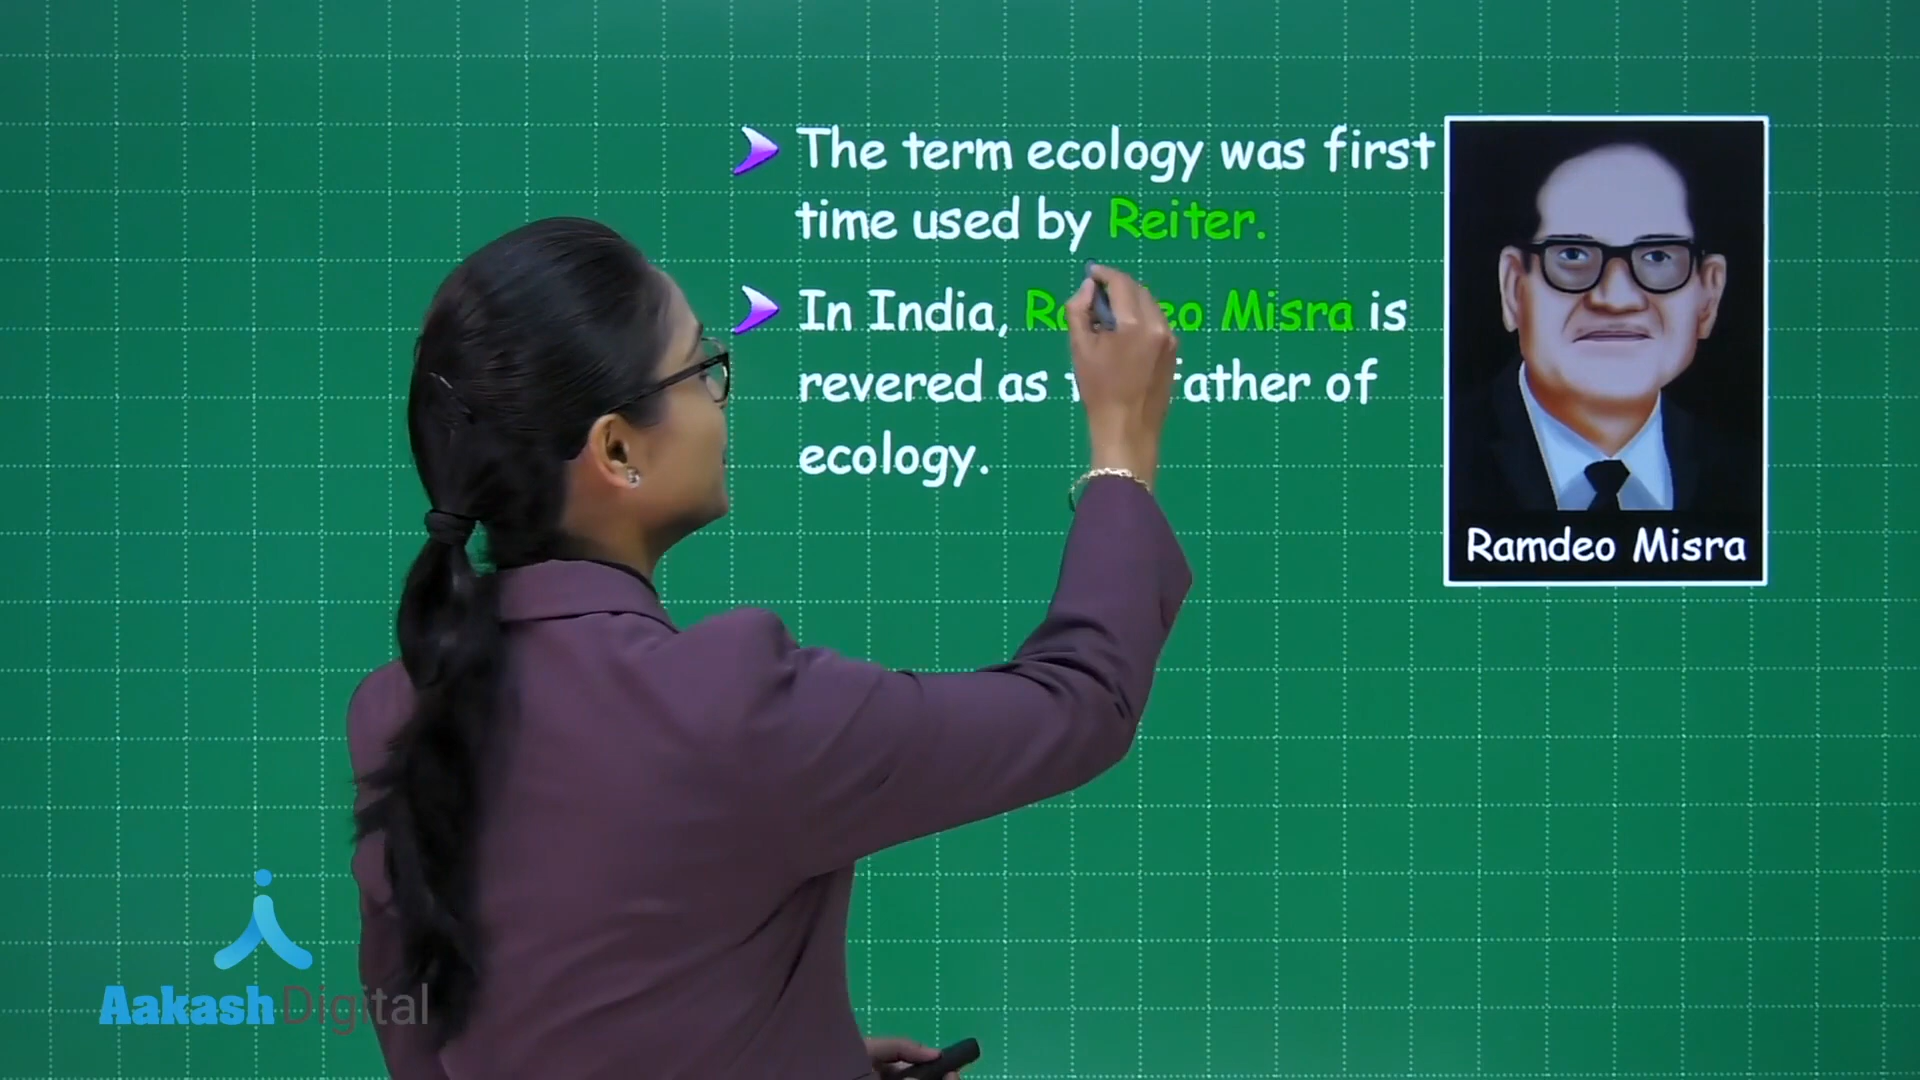 The term ecology was first
time used by Reiter.
In India, Misra is
revered as father of
ecology.
Ramdeo Misra
Aakash Digital